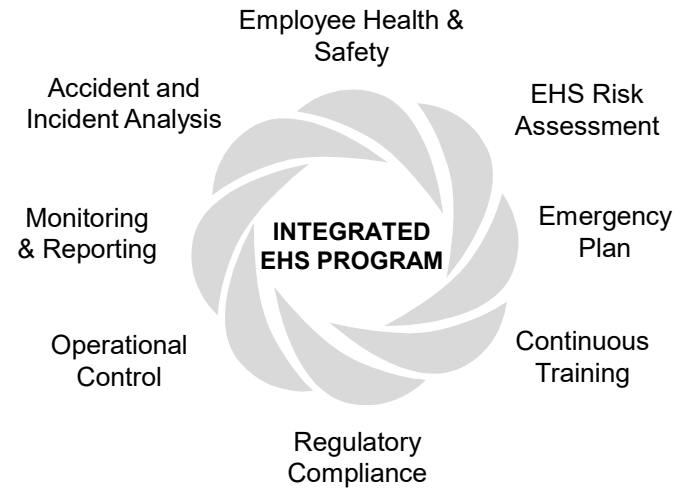 Employee Health &
Safety
EHS Risk
Assessment
Emergency
Plan
Continuous
Training
Regulatory
Compliance
Operational
Control
Monitoring
& Reporting
Accident and
Incident Analysis
INTEGRATED
EHS PROGRAM